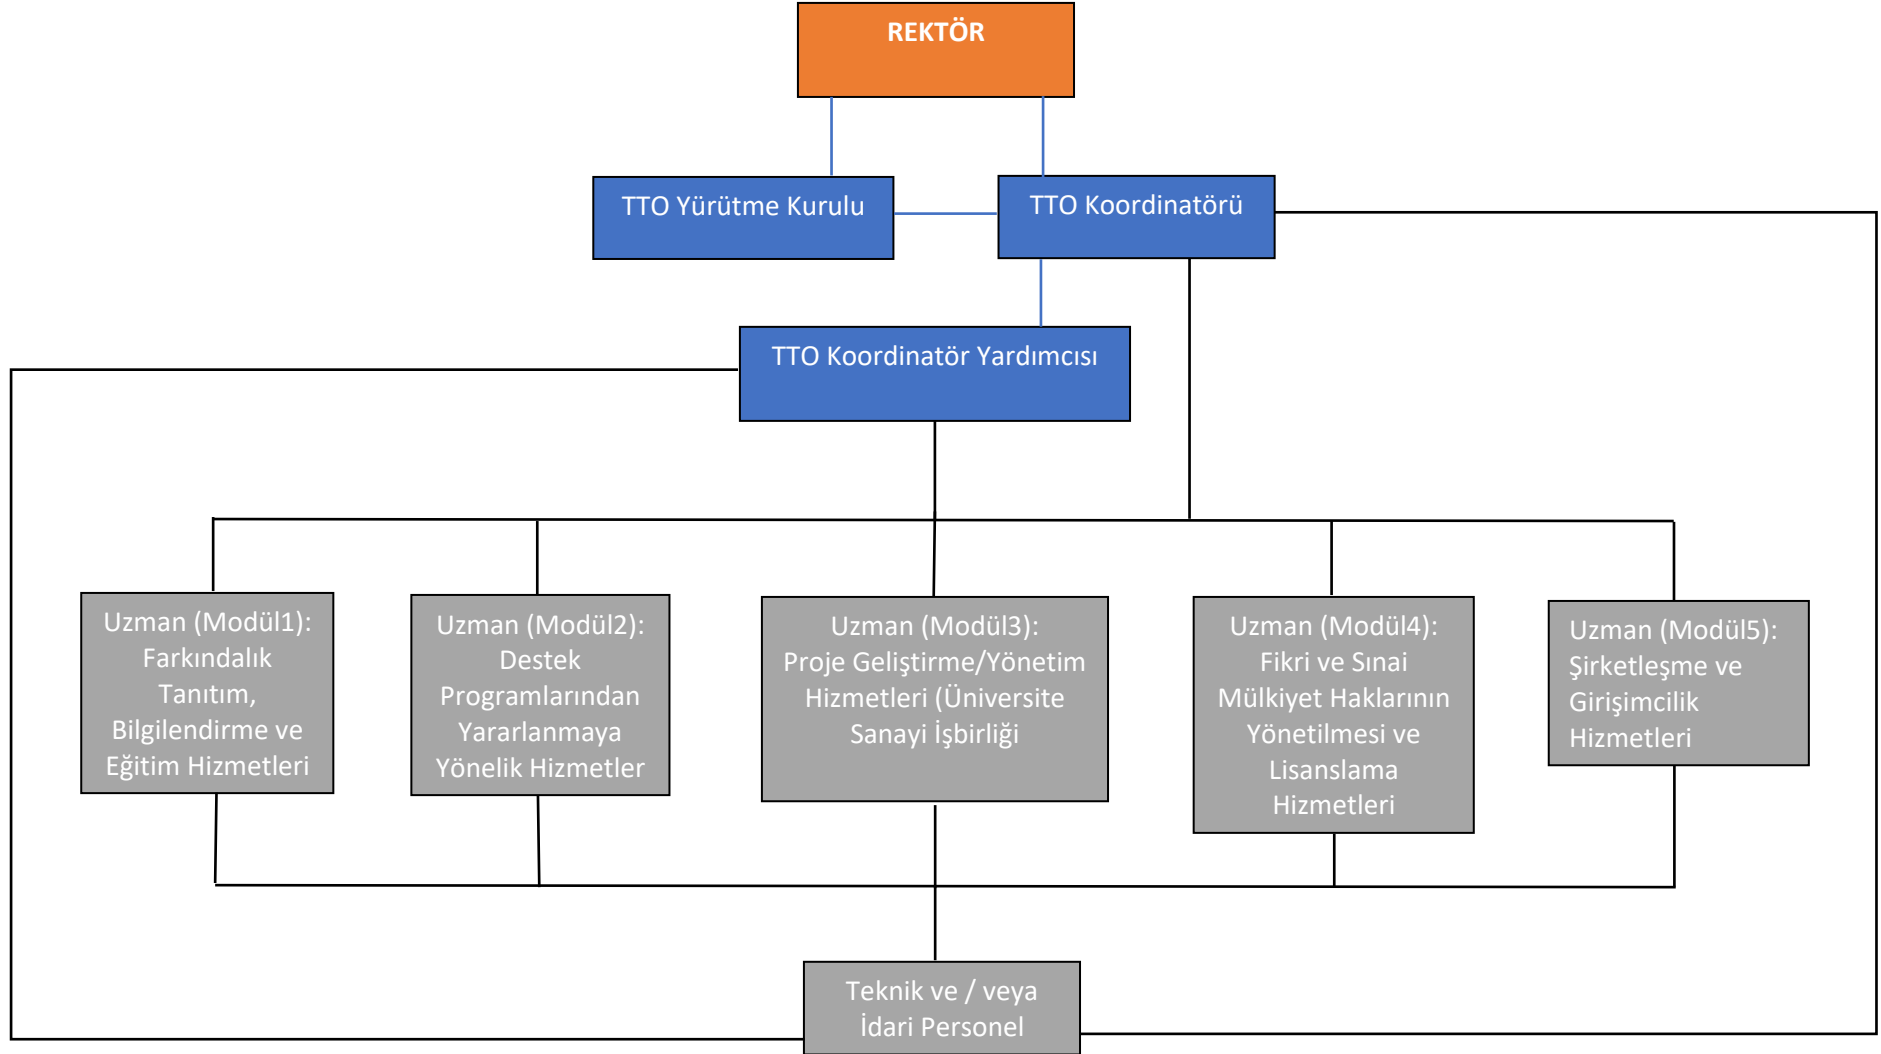 REKTÖR
TTO Yürütme Kurulu
TTO Koordinatörü
TTO Koordinatör Yardımcısı
Uzman (Modül1):
Farkındalık
Tanıtım,
Bilgilendirme ve
Eğitim Hizmetleri
Uzman (Modül2):
Destek
Programlarından
Yararlanmaya
Yönelik Hizmetler
Uzman (Modül3):
Proje Geliştirme/Yönetim
Hizmetleri (Üniversite
Sanayi İşbirliği
Uzman (Modül4):
Fikri ve Sınai
Mülkiyet Haklarının
Yönetilmesi ve
Lisanslama
Hizmetleri
Uzman (Modül5):
Şirketleşme ve
Girişimcilik
Hizmetleri
Teknik ve / veya
İdari Personel